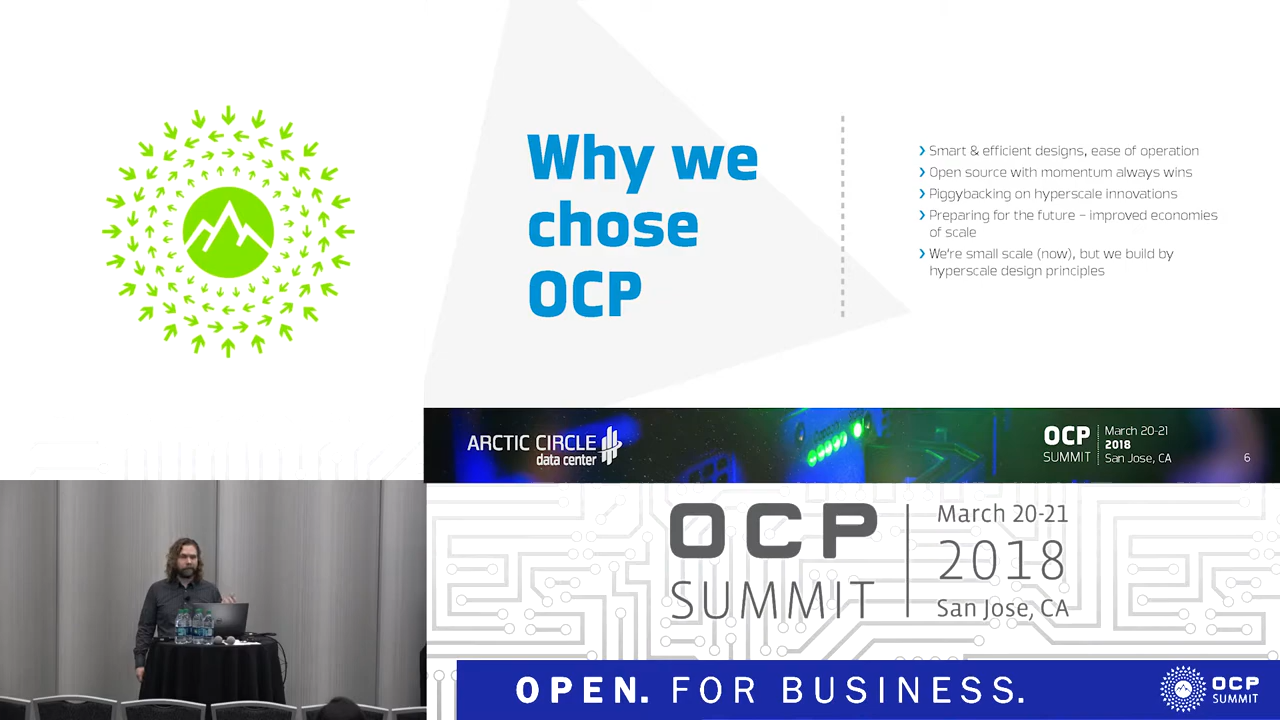 Why we
chose
OCP
› Smart & efficient designs, ease of operation
› Open source with momentum always wins
› Piggybacking on hyperscale innovations
› Preparing for the future – improved economies
of scale
› We're small scale (now), but we build by
hyperscale design principles
ARCTIC CIRCLE
data center
OCP
SUMMIT
March 20-21
2018
San Jose, CA
6
OCP
SUMMIT
March 20-21
2018
San Jose, CA
OPEN. FOR BUSINESS.
OCP
SUMMIT